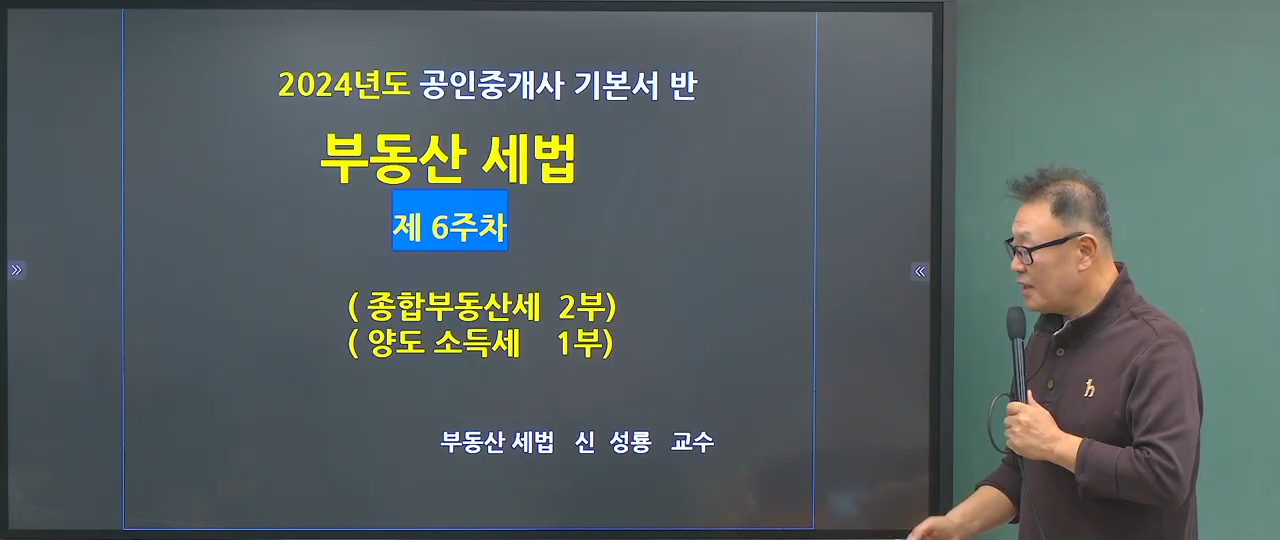 2024년도 공인중개사 기본서 반
부동산 세법
제 6주차
( 종합부동산세 2부)
( 양도 소득세 1부)
부동산 세법 신 성룡 교수
h